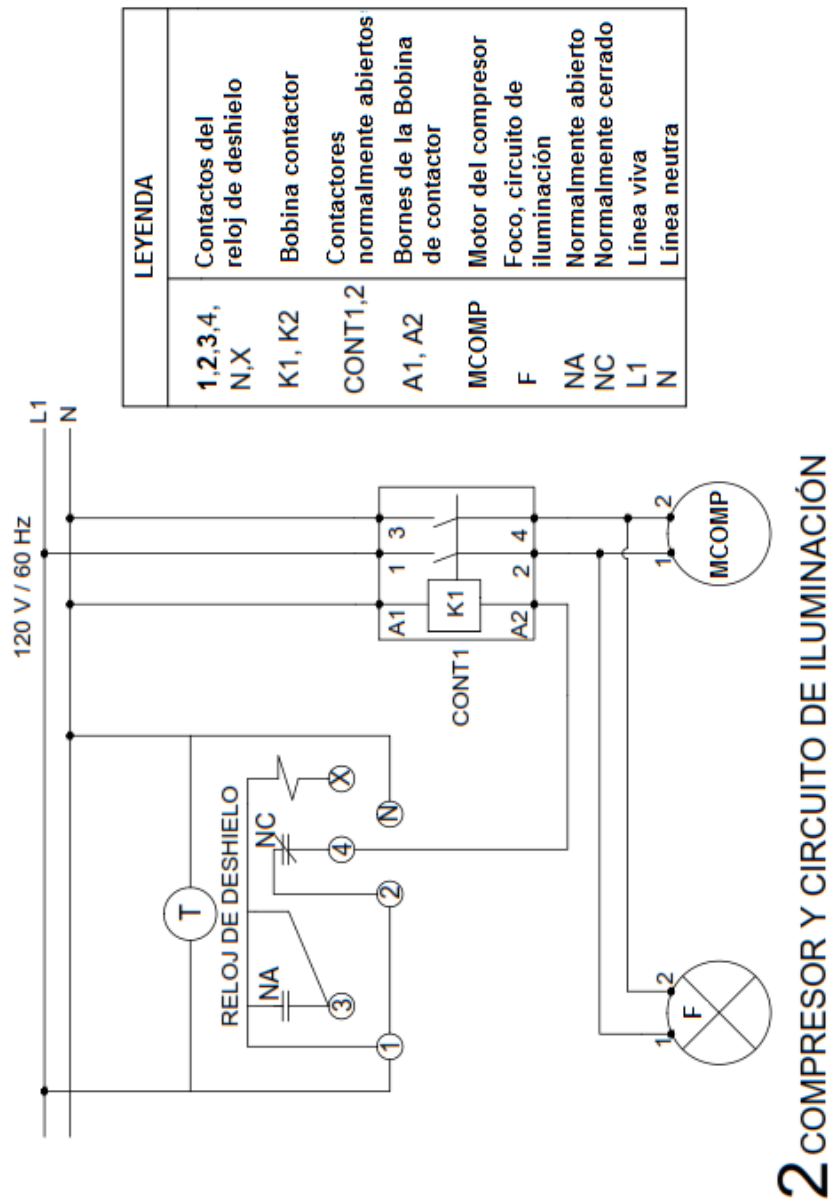 120 V / 60 Hz
L1
N
T
RELOJ DE DESHIELO
NA
NC
1
3
2
4
N
X
A1
1
3
K1
CONT1
A2
2
4
1
2
F
1
2
MCOMP
LEYENDA
1,2,3,4,
N,X
Contactos del
reloj de deshielo
K1, K2
Bobina contactor
CONT1,2
Contactores
normalmente abiertos
A1, A2
Bornes de la Bobina
de contactor
MCOMP
Motor del compresor
F
Foco, circuito de
iluminación
NA
Normalmente abierto
NC
Normalmente cerrado
L1
Línea viva
N
Línea neutra
2 COMPRESOR Y CIRCUITO DE ILUMINACIÓN